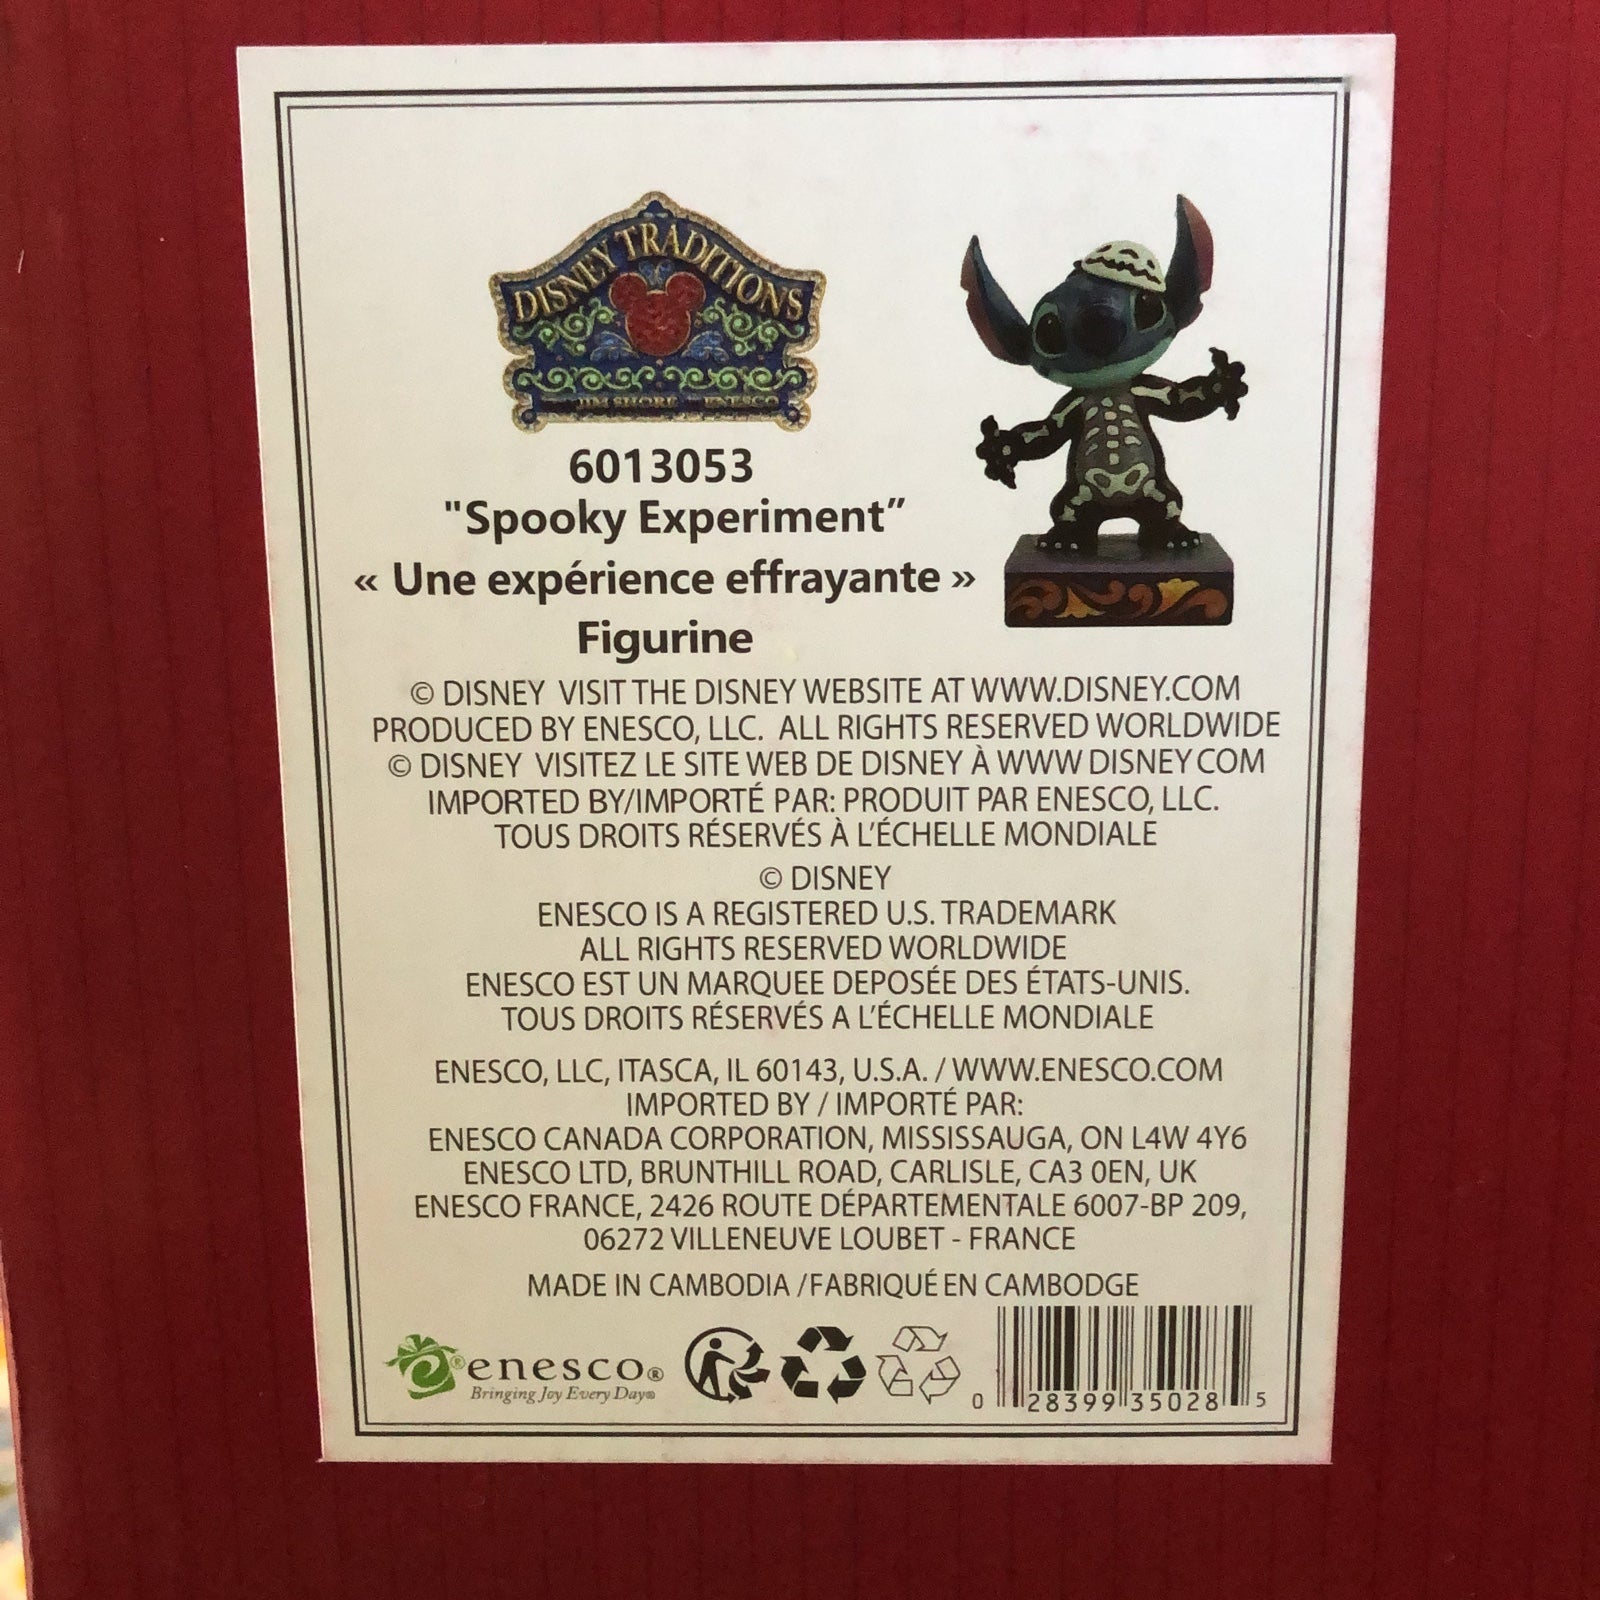 DISNEY TRADITIONS
JIM SHORE ENESCO
6013053
"Spooky Experiment”
« Une expérience effrayante »
Figurine
© DISNEY VISIT THE DISNEY WEBSITE AT WWW.DISNEY.COM
PRODUCED BY ENESCO, LLC. ALL RIGHTS RESERVED WORLDWIDE
© DISNEY VISITEZ LE SITE WEB DE DISNEY À WWW DISNEY COM
IMPORTED BY/IMPORTÉ PAR: PRODUIT PAR ENESCO, LLC.
TOUS DROITS RÉSERVÉS À L’ÉCHELLE MONDIALE
© DISNEY
ENESCO IS A REGISTERED U.S. TRADEMARK
ALL RIGHTS RESERVED WORLDWIDE
ENESCO EST UN MARQUEE DEPOSÉE DES ÉTATS-UNIS.
TOUS DROITS RÉSERVÉS A L’ÉCHELLE MONDIALE
ENESCO, LLC, ITASCA, IL 60143, U.S.A. / WWW.ENESCO.COM
IMPORTED BY / IMPORTÉ PAR:
ENESCO CANADA CORPORATION, MISSISSAUGA, ON L4W 4Y6
ENESCO LTD, BRUNTHILL ROAD, CARLISLE, CA3 0EN, UK
ENESCO FRANCE, 2426 ROUTE DÉPARTEMENTALE 6007-BP 209,
06272 VILLENEUVE LOUBET - FRANCE
MADE IN CAMBODIA /FABRIQUÉ EN CAMBODGE
® enesco®
Bringing Joy Every Day®
0 28399 35028 5